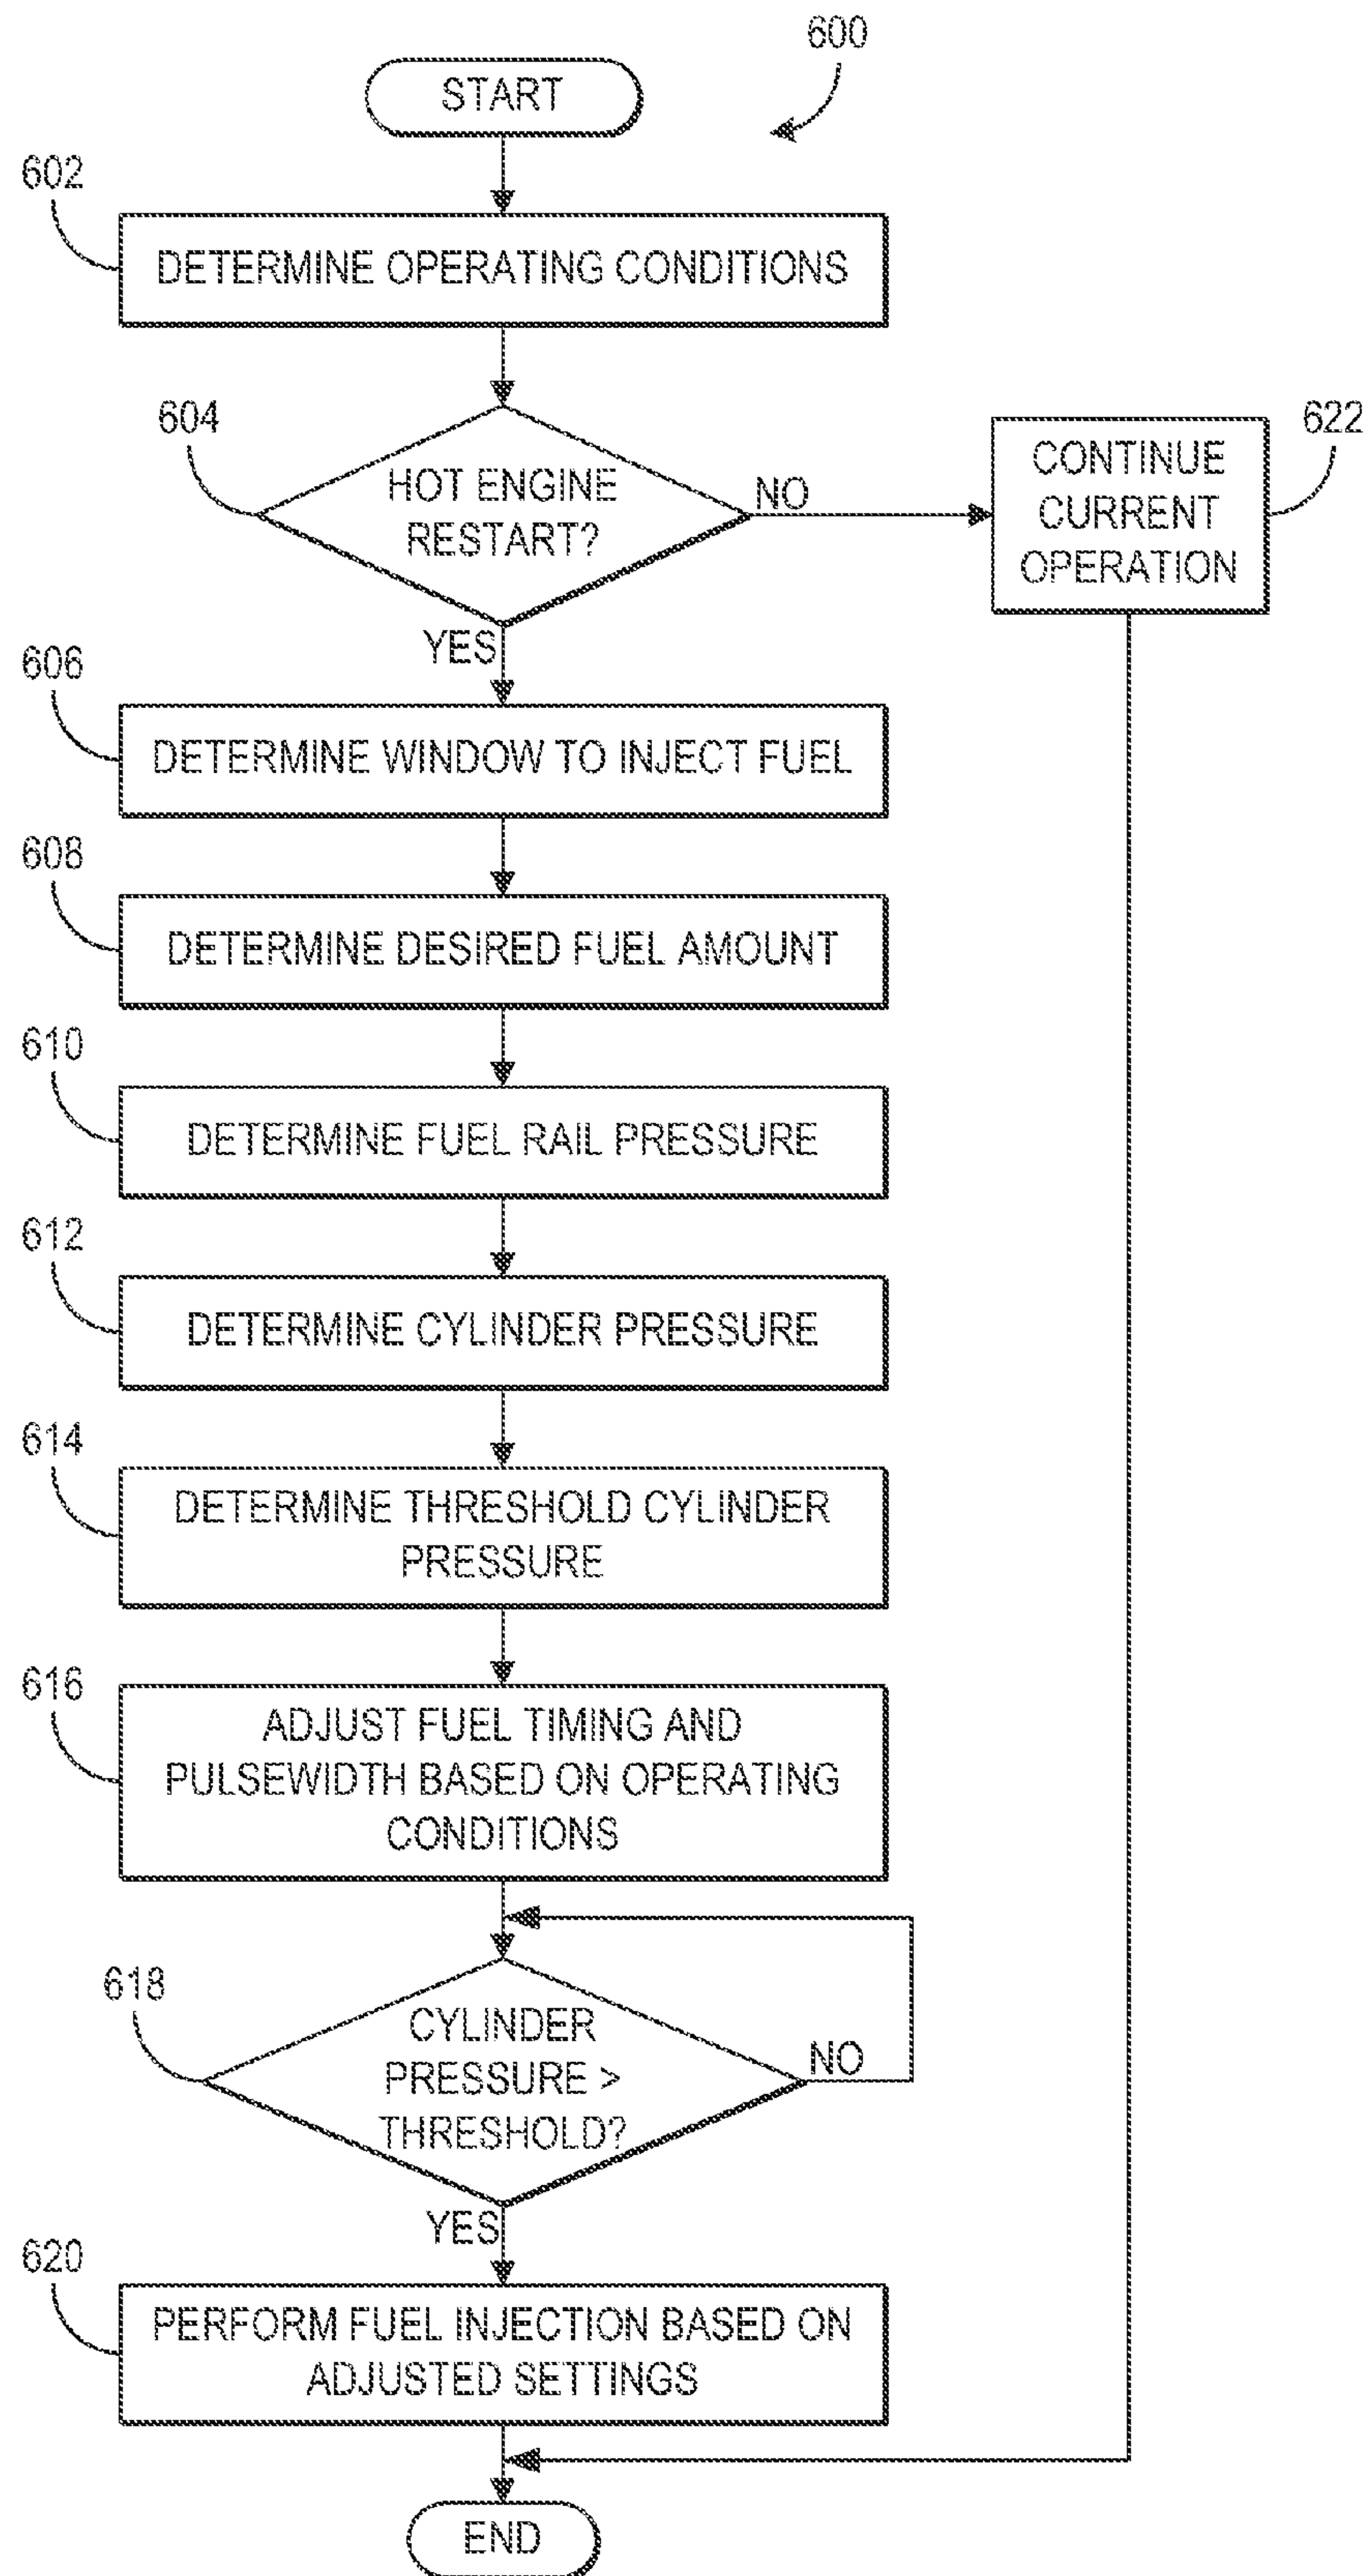 600
START
602
DETERMINE OPERATING CONDITIONS
604
HOT ENGINE
RESTART?
NO
CONTINUE
CURRENT
OPERATION
622
YES
606
DETERMINE WINDOW TO INJECT FUEL
608
DETERMINE DESIRED FUEL AMOUNT
610
DETERMINE FUEL RAIL PRESSURE
612
DETERMINE CYLINDER PRESSURE
614
DETERMINE THRESHOLD CYLINDER
PRESSURE
616
ADJUST FUEL TIMING AND
PULSEWIDTH BASED ON OPERATING
CONDITIONS
618
CYLINDER
PRESSURE >
THRESHOLD?
NO
YES
620
PERFORM FUEL INJECTION BASED ON
ADJUSTED SETTINGS
END